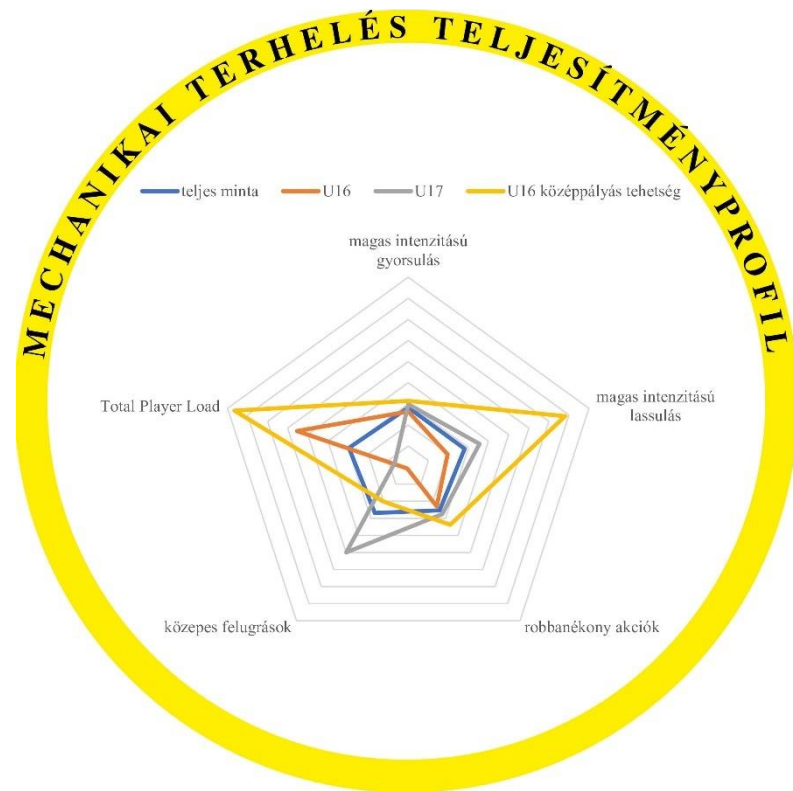 MECHANIKAI TERHELÉS TELJESÍTMÉNYPROFIL
teljes minta
U16
U17
U16 középpályás tehetség
magas intenzitású
gyorsulás
magas intenzitású
lassulás
Total Player Load
közepes felugrások
robbanékony akciók